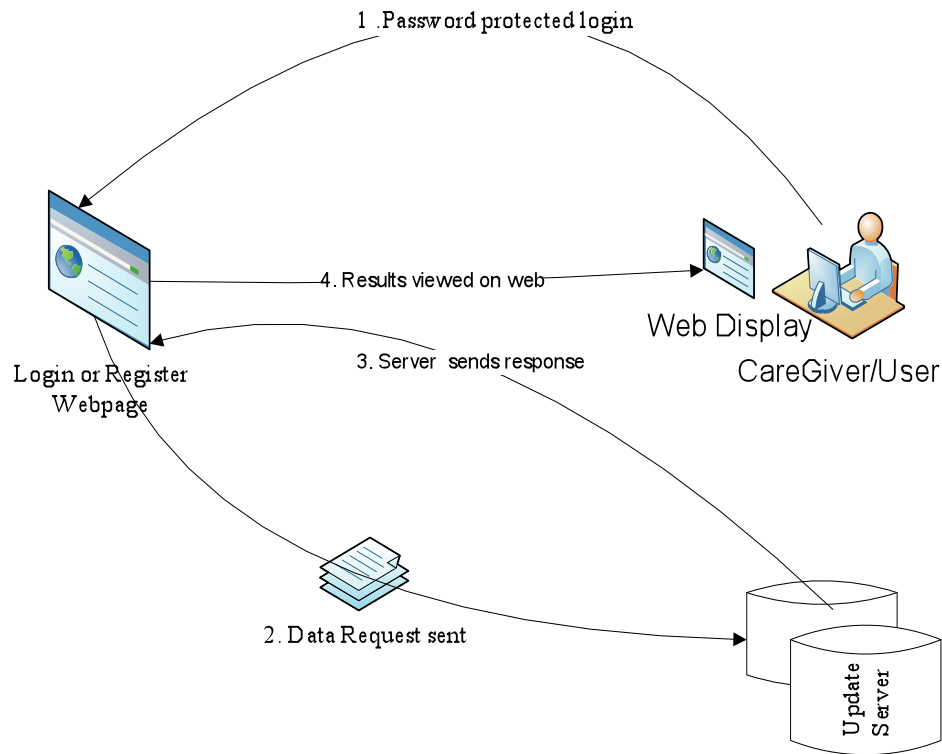 1 .Password protected login
4. Results viewed on web
Web Display
CareGiver/User
3. Server sends response
Login or Register
Webpage
2. Data Request sent
Update
Server